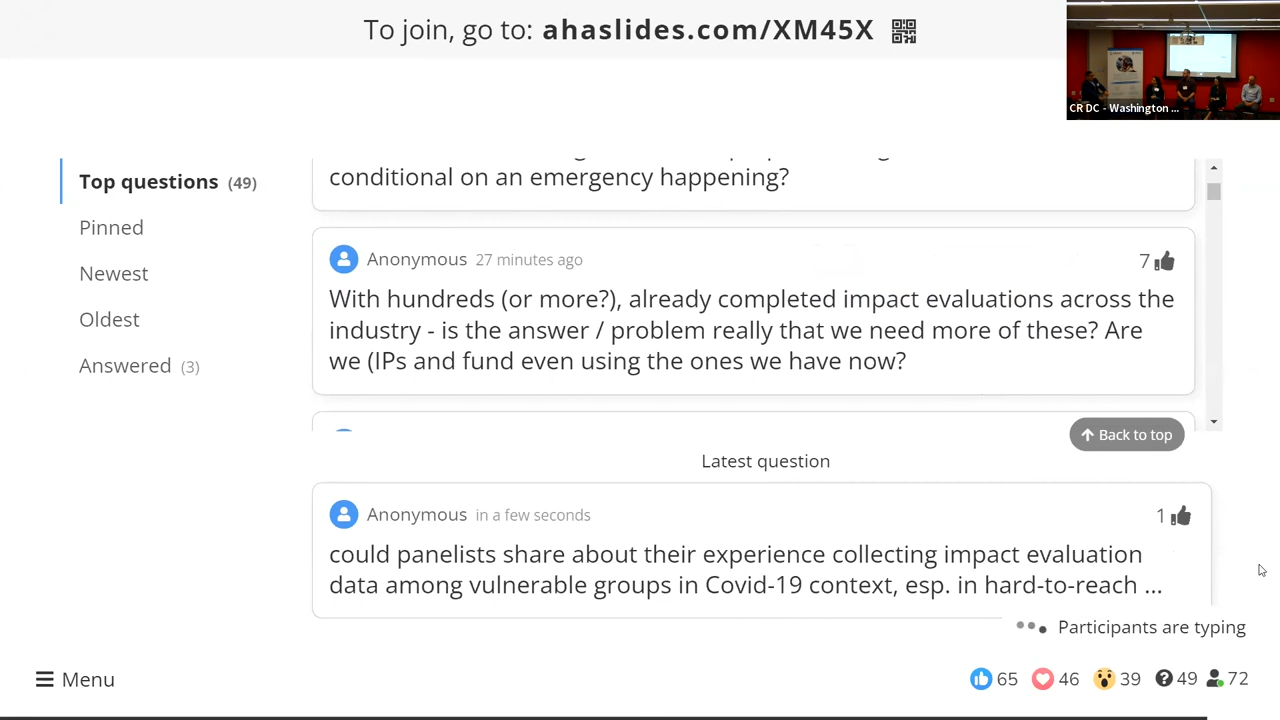 To join, go to: ahaslides.com/XM45X
CR DC - Washington ...
Top questions (49)
Pinned
Newest
Oldest
Answered (3)
conditional on an emergency happening?
Anonymous 27 minutes ago
7
With hundreds (or more?), already completed impact evaluations across the
industry - is the answer / problem really that we need more of these? Are
we (IPs and fund even using the ones we have now?
Back to top
Latest question
Anonymous in a few seconds
1
could panelists share about their experience collecting impact evaluation
data among vulnerable groups in Covid-19 context, esp. in hard-to-reach ...
Participants are typing
Menu
65 46 39 49 72